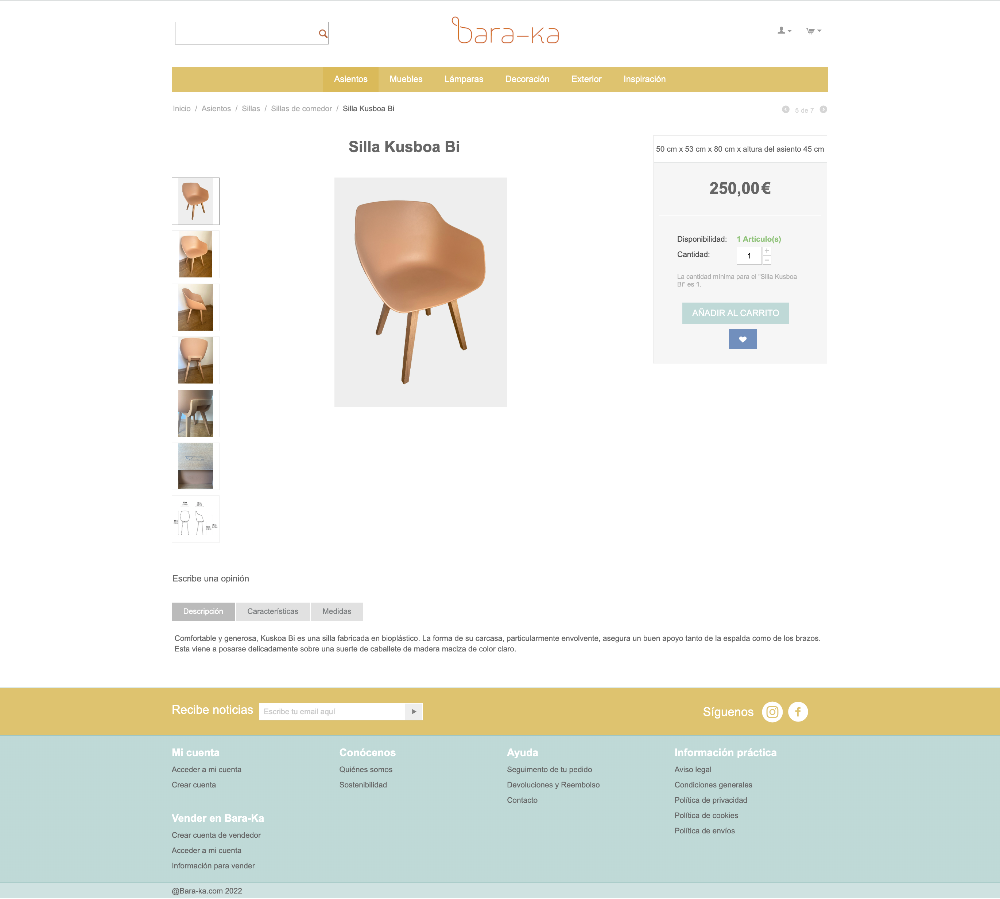 bara-ka
Asientos Muebles Lámparas Decoración Exterior Inspiración
Inicio / Asientos / Sillas / Sillas de comedor / Silla Kusboa Bi
5 de 7
Silla Kusboa Bi
50 cm x 53 cm x 80 cm x altura del asiento 45 cm
250,00€
Disponibilidad: 1 Artículo(s)
Cantidad: 1
La cantidad mínima para el "Silla Kusboa
Bi" es 1.
AÑADIR AL CARRITO
Escribe una opinión
Descripción Características Medidas
Comfortable y generosa, Kuskoa Bi es una silla fabricada en bioplástico. La forma de su carcasa, particularmente envolvente, asegura un buen apoyo tanto de la espalda como de los brazos.
Esta viene a posarse delicadamente sobre una suerte de caballete de madera maciza de color claro.
Recibe noticias Escribe tu email aquí
Síguenos
Mi cuenta
Acceder a mi cuenta
Crear cuenta
Vender en Bara-Ka
Crear cuenta de vendedor
Acceder a mi cuenta
Información para vender
Conócenos
Quiénes somos
Sostenibilidad
Ayuda
Seguimento de tu pedido
Devoluciones y Reembolso
Contacto
Información práctica
Aviso legal
Condiciones generales
Política de privacidad
Política de cookies
Política de envíos
@Bara-ka.com 2022